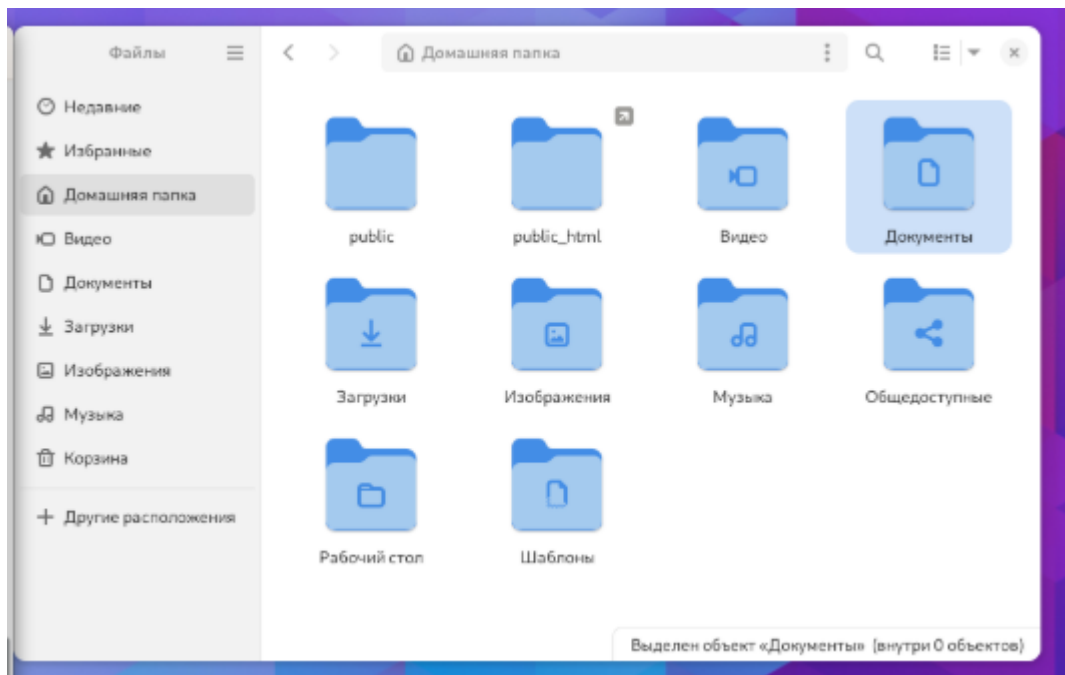 Файлы
Домашняя папка
Недавние
Избранные
Домашняя папка
Видео
Документы
Загрузки
Изображения
Музыка
Корзина
Другие расположения
public
public_html
Видео
Документы
Загрузки
Изображения
Музыка
Общедоступные
Рабочий стол
Шаблоны
Выделен объект «Документы» (внутри 0 объектов)